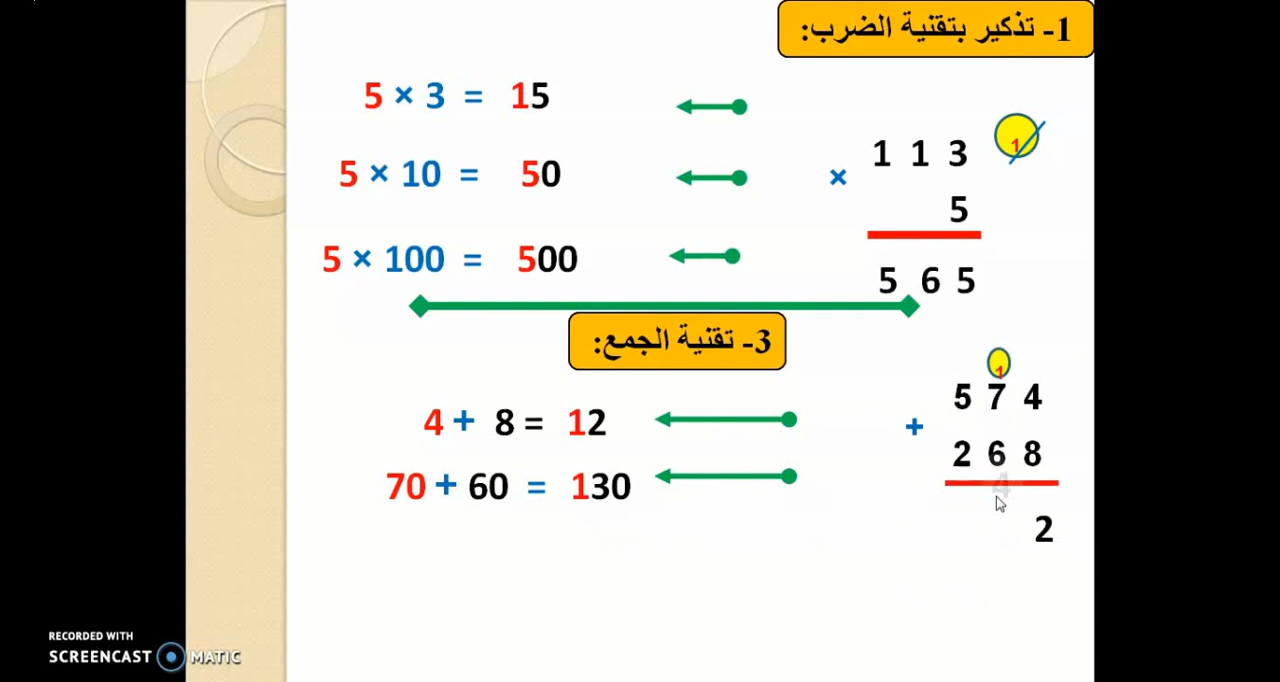 1- تذكير بتقنية الضرب:
5 × 3 = 15
5 × 10 = 50
5 × 100 = 500
1
1 1 3
×
5
5 6 5
3- تقنية الجمع:
4 + 8 = 12
70 + 60 = 130
1
5 7 4
+
2 6 8
4
2
RECORDED WITH
SCREENCAST MATIC